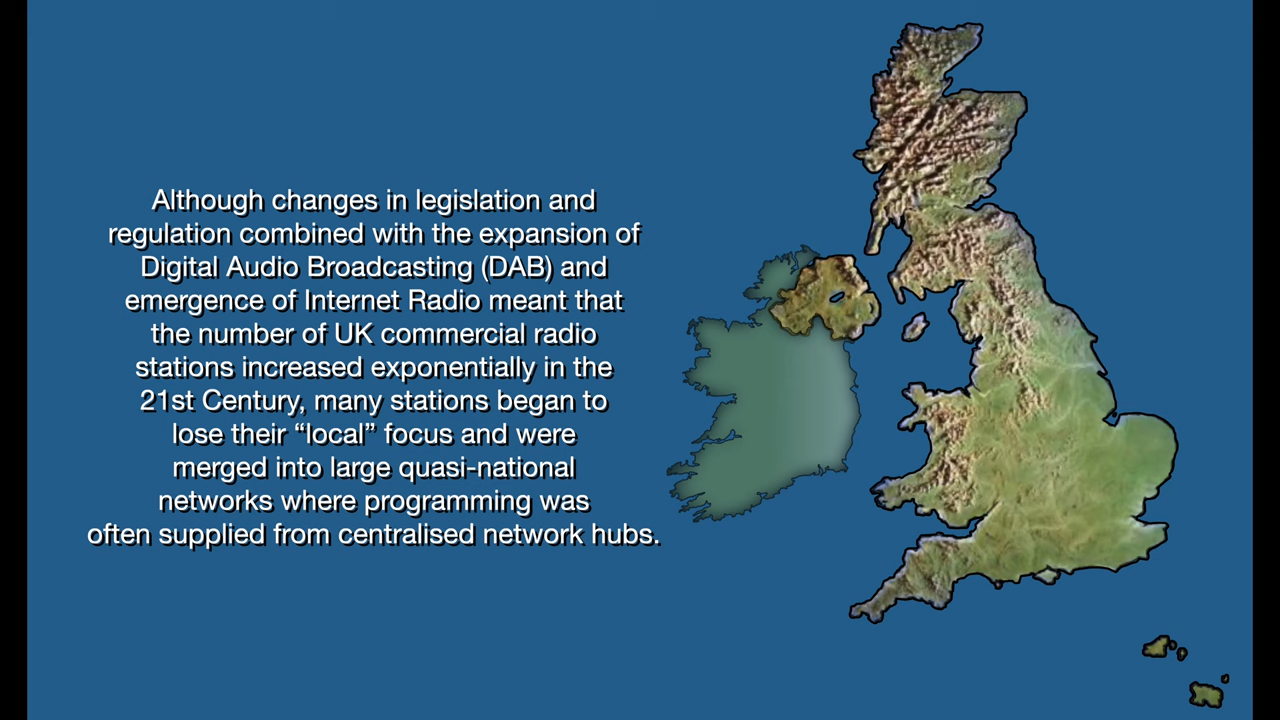 Although changes in legislation and
regulation combined with the expansion of
Digital Audio Broadcasting (DAB) and
emergence of Internet Radio meant that
the number of UK commercial radio
stations increased exponentially in the
21st Century, many stations began to
lose their “local” focus and were
merged into large quasi-national
networks where programming was
often supplied from centralised network hubs.